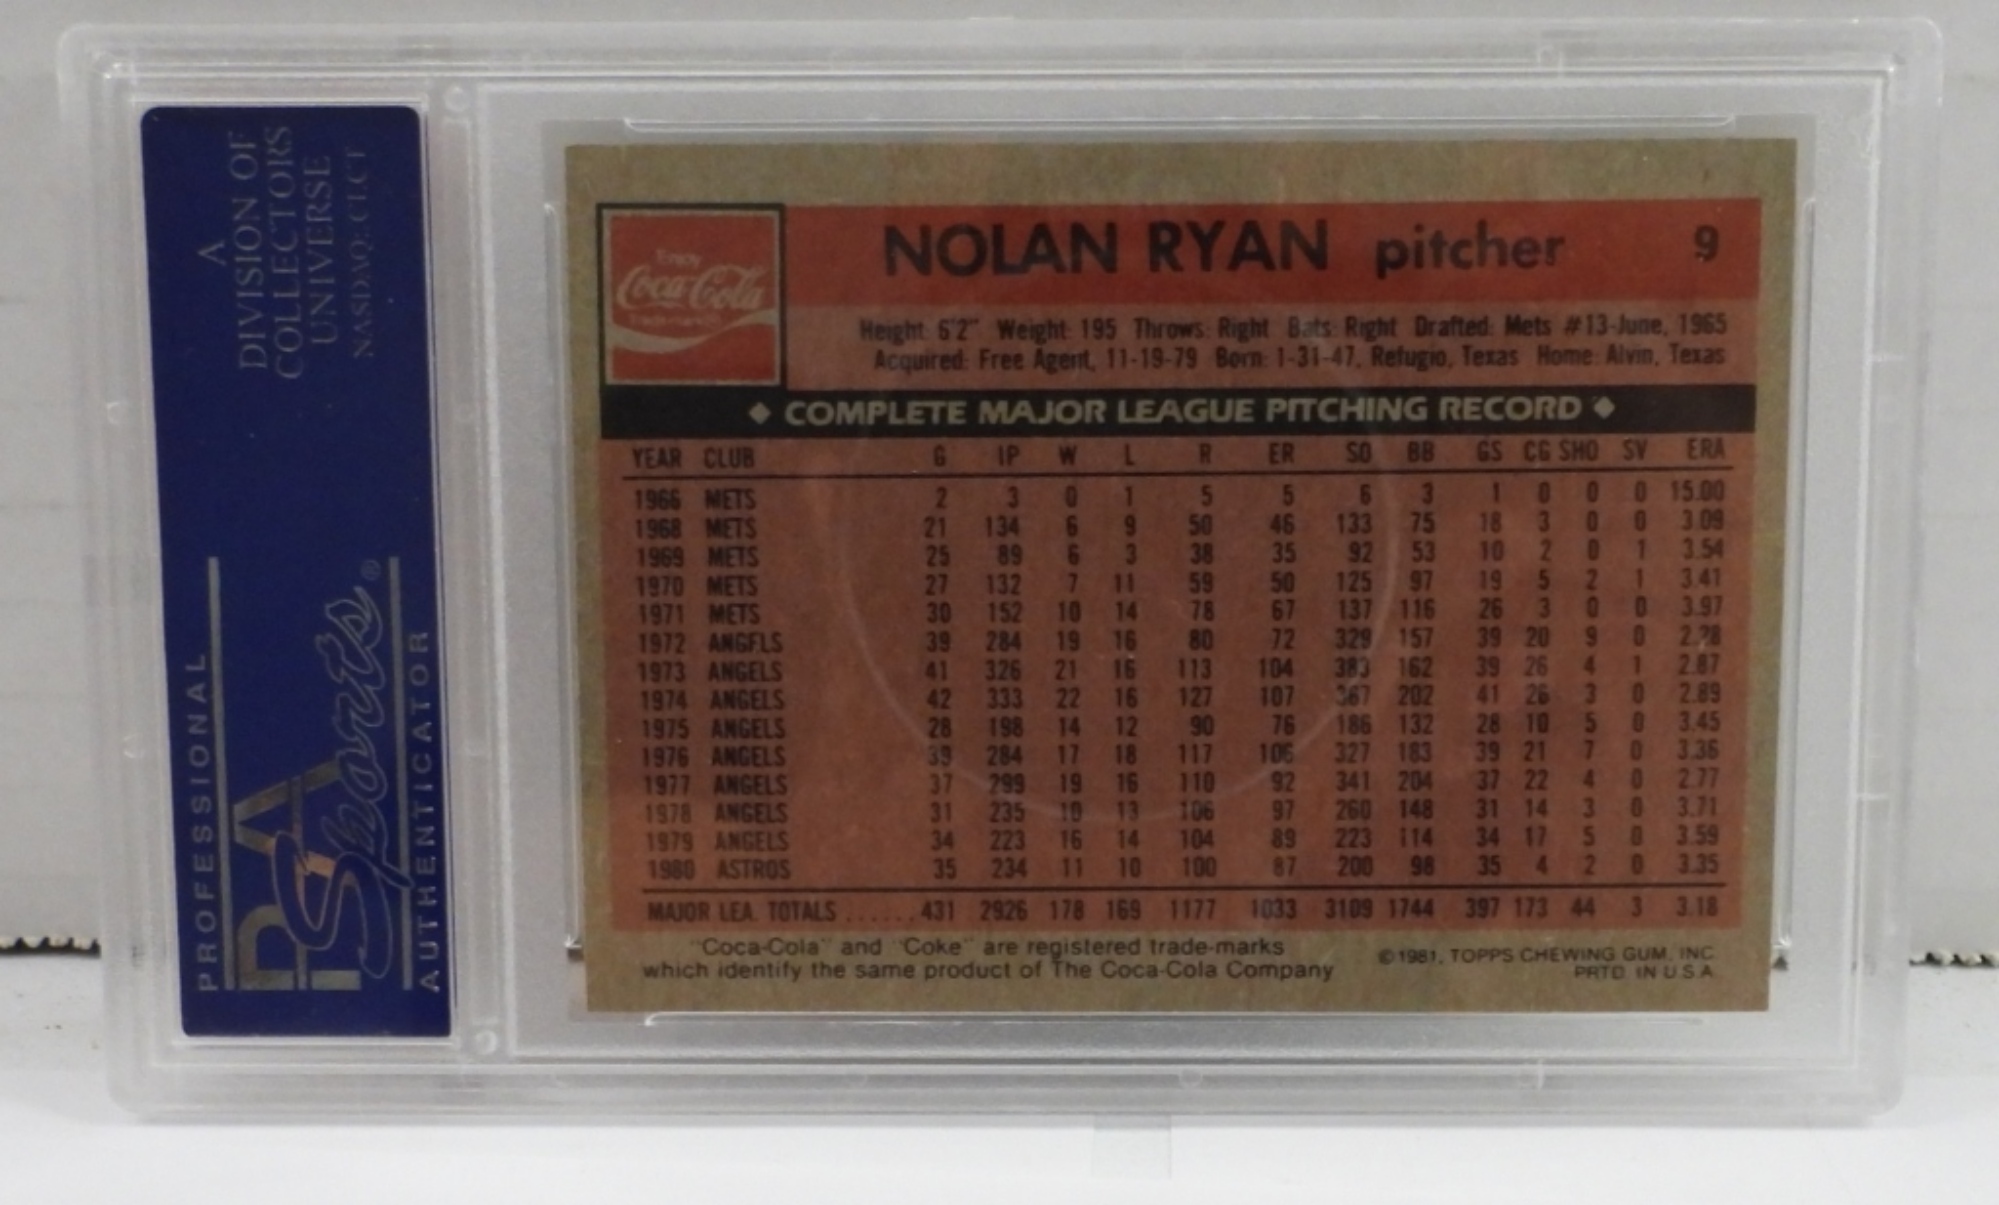 A
DIVISION OF
COLLECTORS
UNIVERSE
NASDAQ:CLCT
PROFESSIONAL
PSA
Sports®
AUTHENTICATOR
Enjoy
Coca-Cola
Trade-mark®
NOLAN RYAN pitcher 9
Height: 6'2" Weight: 195 Throws: Right Bats: Right Drafted: Mets #13-June, 1965
Acquired: Free Agent, 11-19-79 Born: 1-31-47, Refugio, Texas Home: Alvin, Texas
◆ COMPLETE MAJOR LEAGUE PITCHING RECORD ◆
YEAR CLUB G IP W L R ER SO BB GS CG SHO SV ERA
1966 METS 2 3 0 1 5 5 6 3 1 0 0 0 15.00
1968 METS 21 134 6 9 50 46 133 75 18 3 0 0 3.09
1969 METS 25 89 6 3 38 35 92 53 10 2 0 1 3.54
1970 METS 27 132 7 11 59 50 125 97 19 5 2 1 3.41
1971 METS 30 152 10 14 78 67 137 116 26 3 0 0 3.97
1972 ANGELS 39 284 19 16 80 72 329 157 39 20 9 0 2.28
1973 ANGELS 41 326 21 16 113 104 383 162 39 26 4 1 2.87
1974 ANGELS 42 333 22 16 127 107 367 202 41 26 3 0 2.89
1975 ANGELS 28 198 14 12 90 76 186 132 28 10 5 0 3.45
1976 ANGELS 39 284 17 18 117 106 327 183 39 21 7 0 3.36
1977 ANGELS 37 299 19 16 110 92 341 204 37 22 4 0 2.77
1978 ANGELS 31 235 10 13 106 97 260 148 31 14 3 0 3.71
1979 ANGELS 34 223 16 14 104 89 223 114 34 17 5 0 3.59
1980 ASTROS 35 234 11 10 100 87 200 98 35 4 2 0 3.35
MAJOR LEA. TOTALS ...... 431 2926 178 169 1177 1033 3109 1744 397 173 44 3 3.18
"Coca-Cola" and "Coke" are registered trade-marks
which identify the same product of The Coca-Cola Company
©1981, TOPPS CHEWING GUM, INC.
PRTD. IN U.S.A.